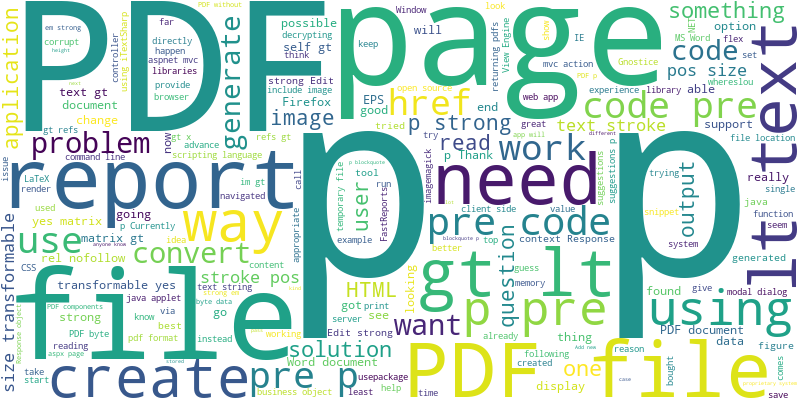 PDF
page
p p
file
PDF file
need
report
text
lt
gt lt
way
create
using
use
work
href
code pre
pre code
p pre
pre p
want
convert
problem
generate
application
something
possible
will
option
MS Word
.NET
set
code
pos size
able
experience
library
support
file location
text stroke
self gt
text gt
document
change
gt refs
command line
LaTeX
render
issue
now
far
directly
happen
aspnet mvc
libraries
provide
browser
controller
corrupt
PDF without
em strong
height
using iTextSharp
decrypting
think
strong Edit
include image
Firefox
image
EPS
good
end
keep
look
show
Window
IE
View Engine
returning pdfs
mvc action
flex
PDF p
Gnostice
open source
web app
great
app will
different
whereslou
tried
try
p strong
read
p Thank
imagemagick
suggestions
suggestions p
trying
single
java
function
seem
system
snippet
value
client side
context Response
top
better
looking
question
guess
memory
output
found
give
generated
modal dialog
PDF document
data
figure
comes
reason
bought
save
case
one
thing
following
created
display
already
HTML
see
print
got
server
solution
Word document
Edit strong
usepackage
time
least
help
business object
instead
working
stroke pos
content
text string
byte data
idea
rel nofollow
matrix gt
yes matrix
going
p Currently
navigated
used
CSS
transformable yes
size transformable
java applet
know
via
best
go
pdf format
strong
PDF components
PDF byte
reading
take
start
aspx page
Response object
stored
gt x
refs gt
advance
scripting language
im gt
call
appropriate
temporary file
user
tool
run
example
FastReports
p blockquote
blockquote p
anyone know
Add new